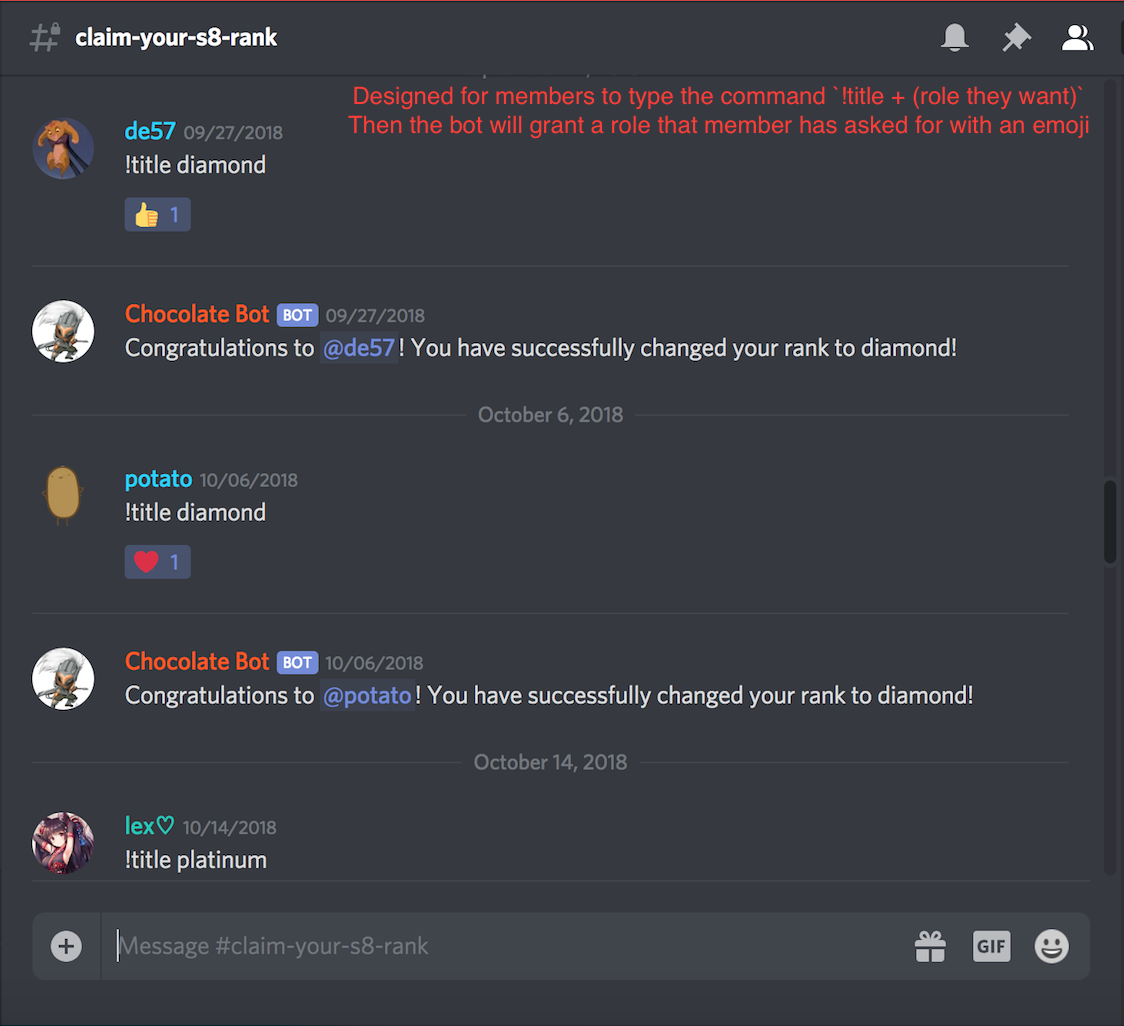 claim-your-s8-rank
Designed for members to type the command `!title + (role they want)`
Then the bot will grant a role that member has asked for with an emoji
de57 09/27/2018
!title diamond
👍 1
Chocolate Bot BOT 09/27/2018
Congratulations to @de57! You have successfully changed your rank to diamond!
October 6, 2018
potato 10/06/2018
!title diamond
❤️ 1
Chocolate Bot BOT 10/06/2018
Congratulations to @potato! You have successfully changed your rank to diamond!
October 14, 2018
lex♡ 10/14/2018
!title platinum
Message #claim-your-s8-rank
GIF